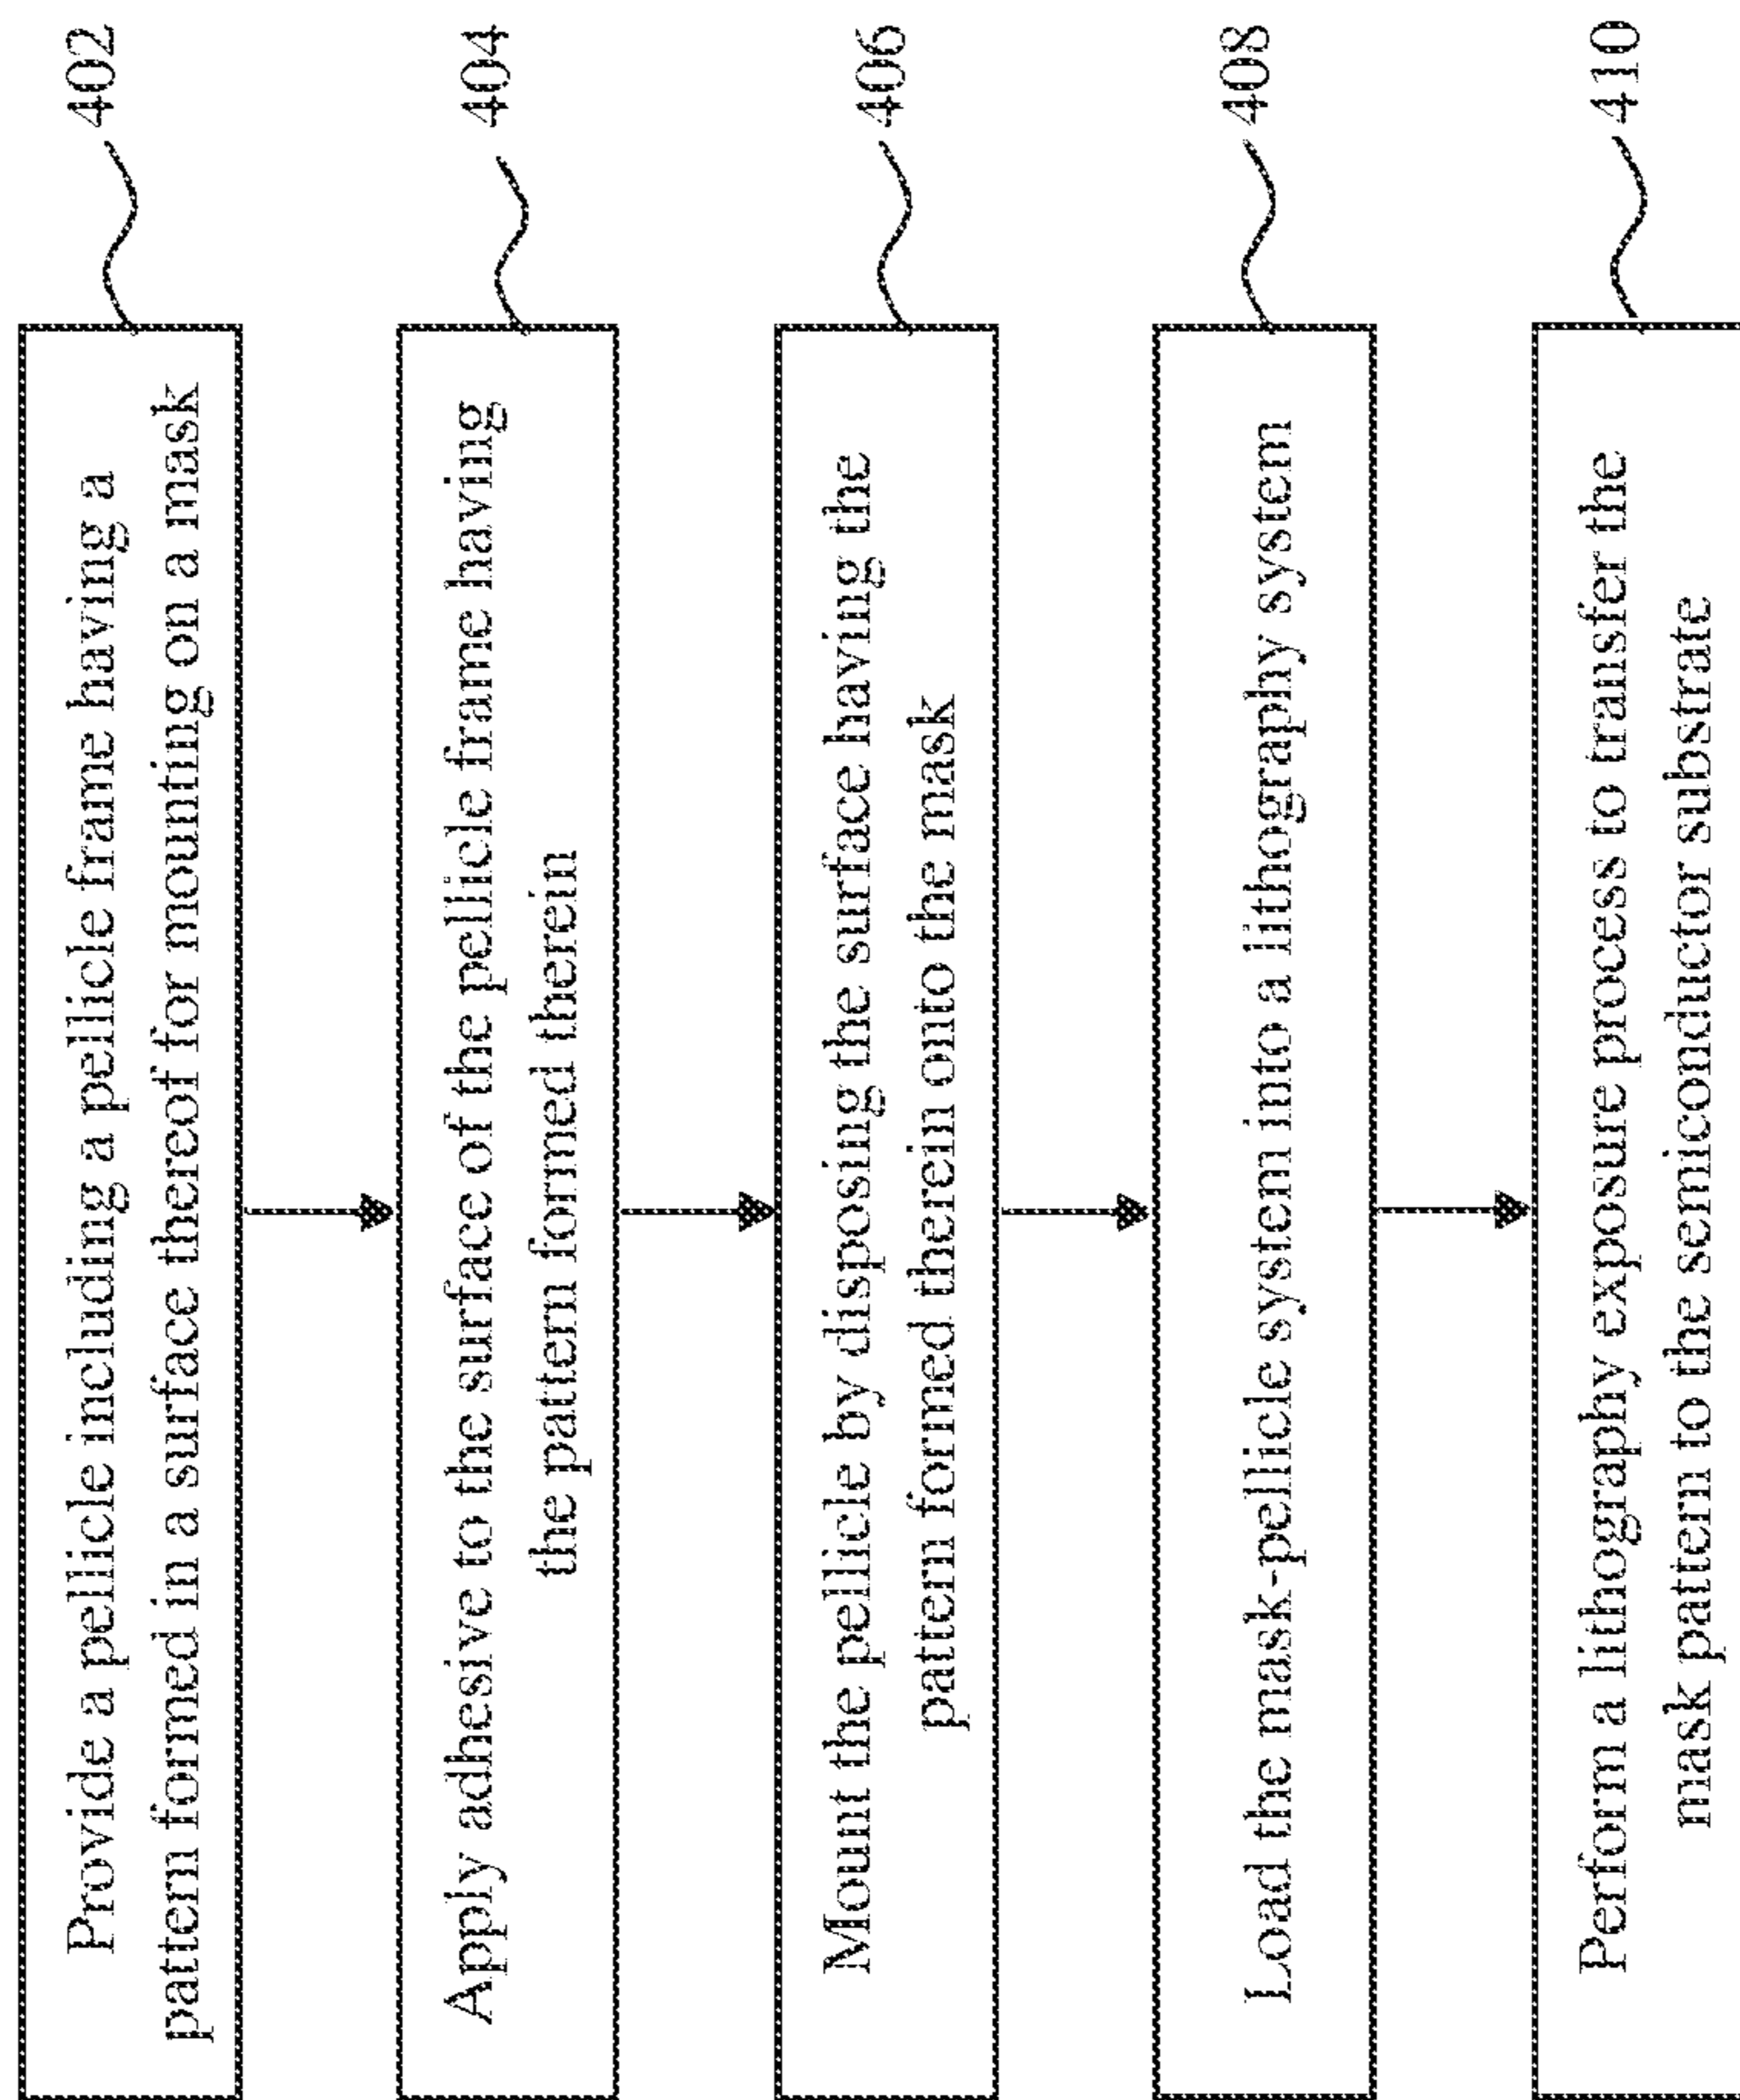 Provide a pellicle including a pellicle frame having a
pattern formed in a surface thereof for mounting on a mask
402
Apply adhesive to the surface of the pellicle frame having
the pattern formed therein
404
Mount the pellicle by disposing the surface having the
pattern formed therein onto the mask
406
Load the mask-pellicle system into a lithography system
408
Perform a lithography exposure process to transfer the
mask pattern to the semiconductor substrate
410